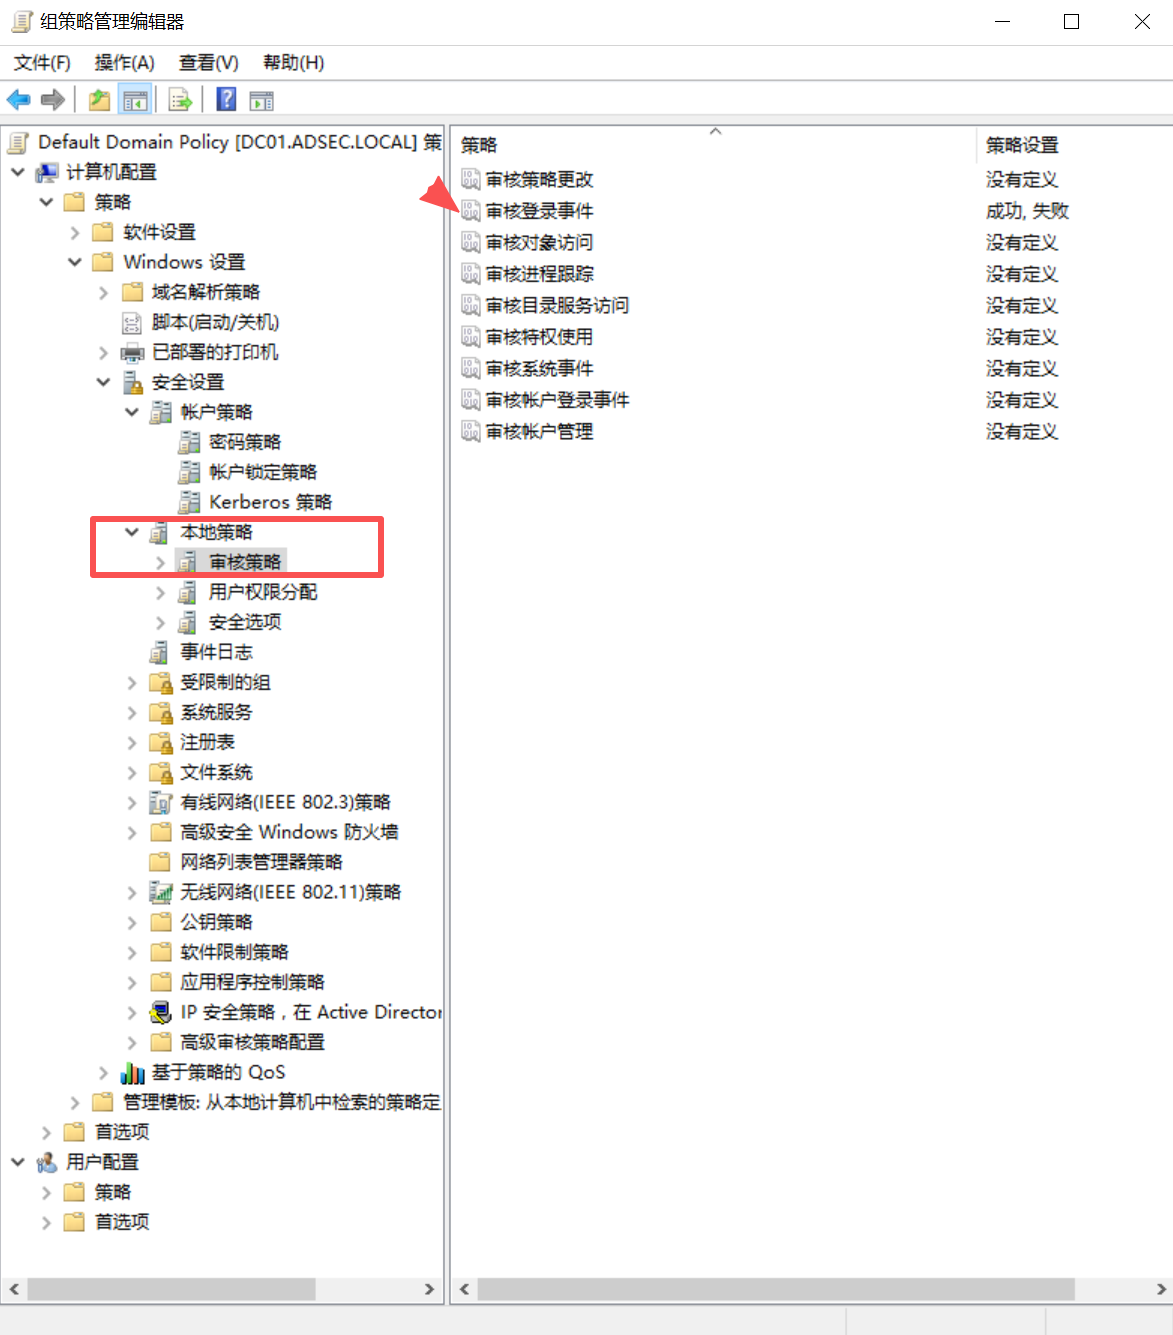 组策略管理编辑器
文件(F) 操作(A) 查看(V) 帮助(H)
Default Domain Policy [DC01.ADSEC.LOCAL] 策
计算机配置
策略
软件设置
Windows 设置
域名解析策略
脚本(启动/关机)
已部署的打印机
安全设置
帐户策略
密码策略
帐户锁定策略
Kerberos 策略
本地策略
审核策略
用户权限分配
安全选项
事件日志
受限制的组
系统服务
注册表
文件系统
有线网络(IEEE 802.3)策略
高级安全 Windows 防火墙
网络列表管理器策略
无线网络(IEEE 802.11)策略
公钥策略
软件限制策略
应用程序控制策略
IP 安全策略，在 Active Director
高级审核策略配置
基于策略的 QoS
管理模板: 从本地计算机中检索的策略定
首选项
用户配置
策略
首选项
策略 策略设置
审核策略更改 没有定义
审核登录事件 成功, 失败
审核对象访问 没有定义
审核进程跟踪 没有定义
审核目录服务访问 没有定义
审核特权使用 没有定义
审核系统事件 没有定义
审核帐户登录事件 没有定义
审核帐户管理 没有定义